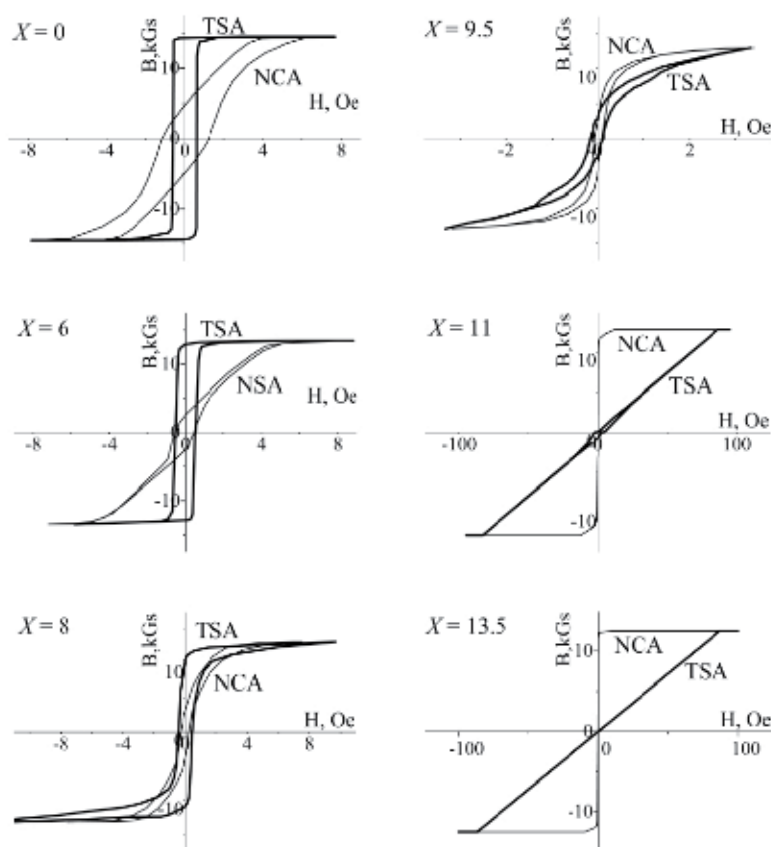 X = 0
B,kGs
TSA
10
NCA
H, Oe
-8
-4
0
4
8
-10
X = 9.5
B,kGs
NCA
10
TSA
H, Oe
-2
0
2
-10
X = 6
B,kGs
TSA
10
NSA
H, Oe
-8
-4
0
4
8
-10
X = 11
B,kGs
NCA
10
TSA
H, Oe
-100
0
100
-10
X = 8
B,kGs
TSA
10
NCA
H, Oe
-8
-4
0
4
8
-10
X = 13.5
B,kGs
10
NCA
TSA
H, Oe
-100
0
100
-10